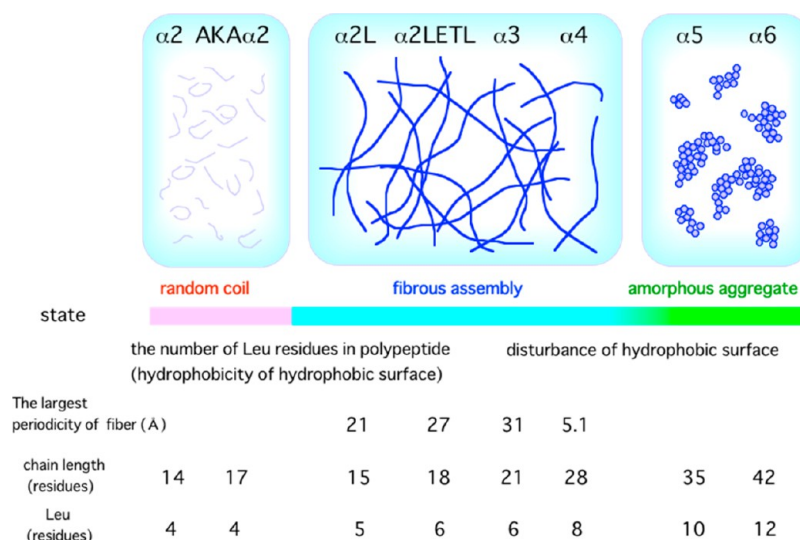 α2 AKAα2 α2L α2LETL α3 α4 α5 α6
random coil fibrous assembly amorphous aggregate
state
the number of Leu residues in polypeptide disturbance of hydrophobic surface
(hydrophobicity of hydrophobic surface)
The largest
periodicity of fiber (Å) 21 27 31 5.1
chain length
(residues) 14 17 15 18 21 28 35 42
Leu
(residues) 4 4 5 6 6 8 10 12